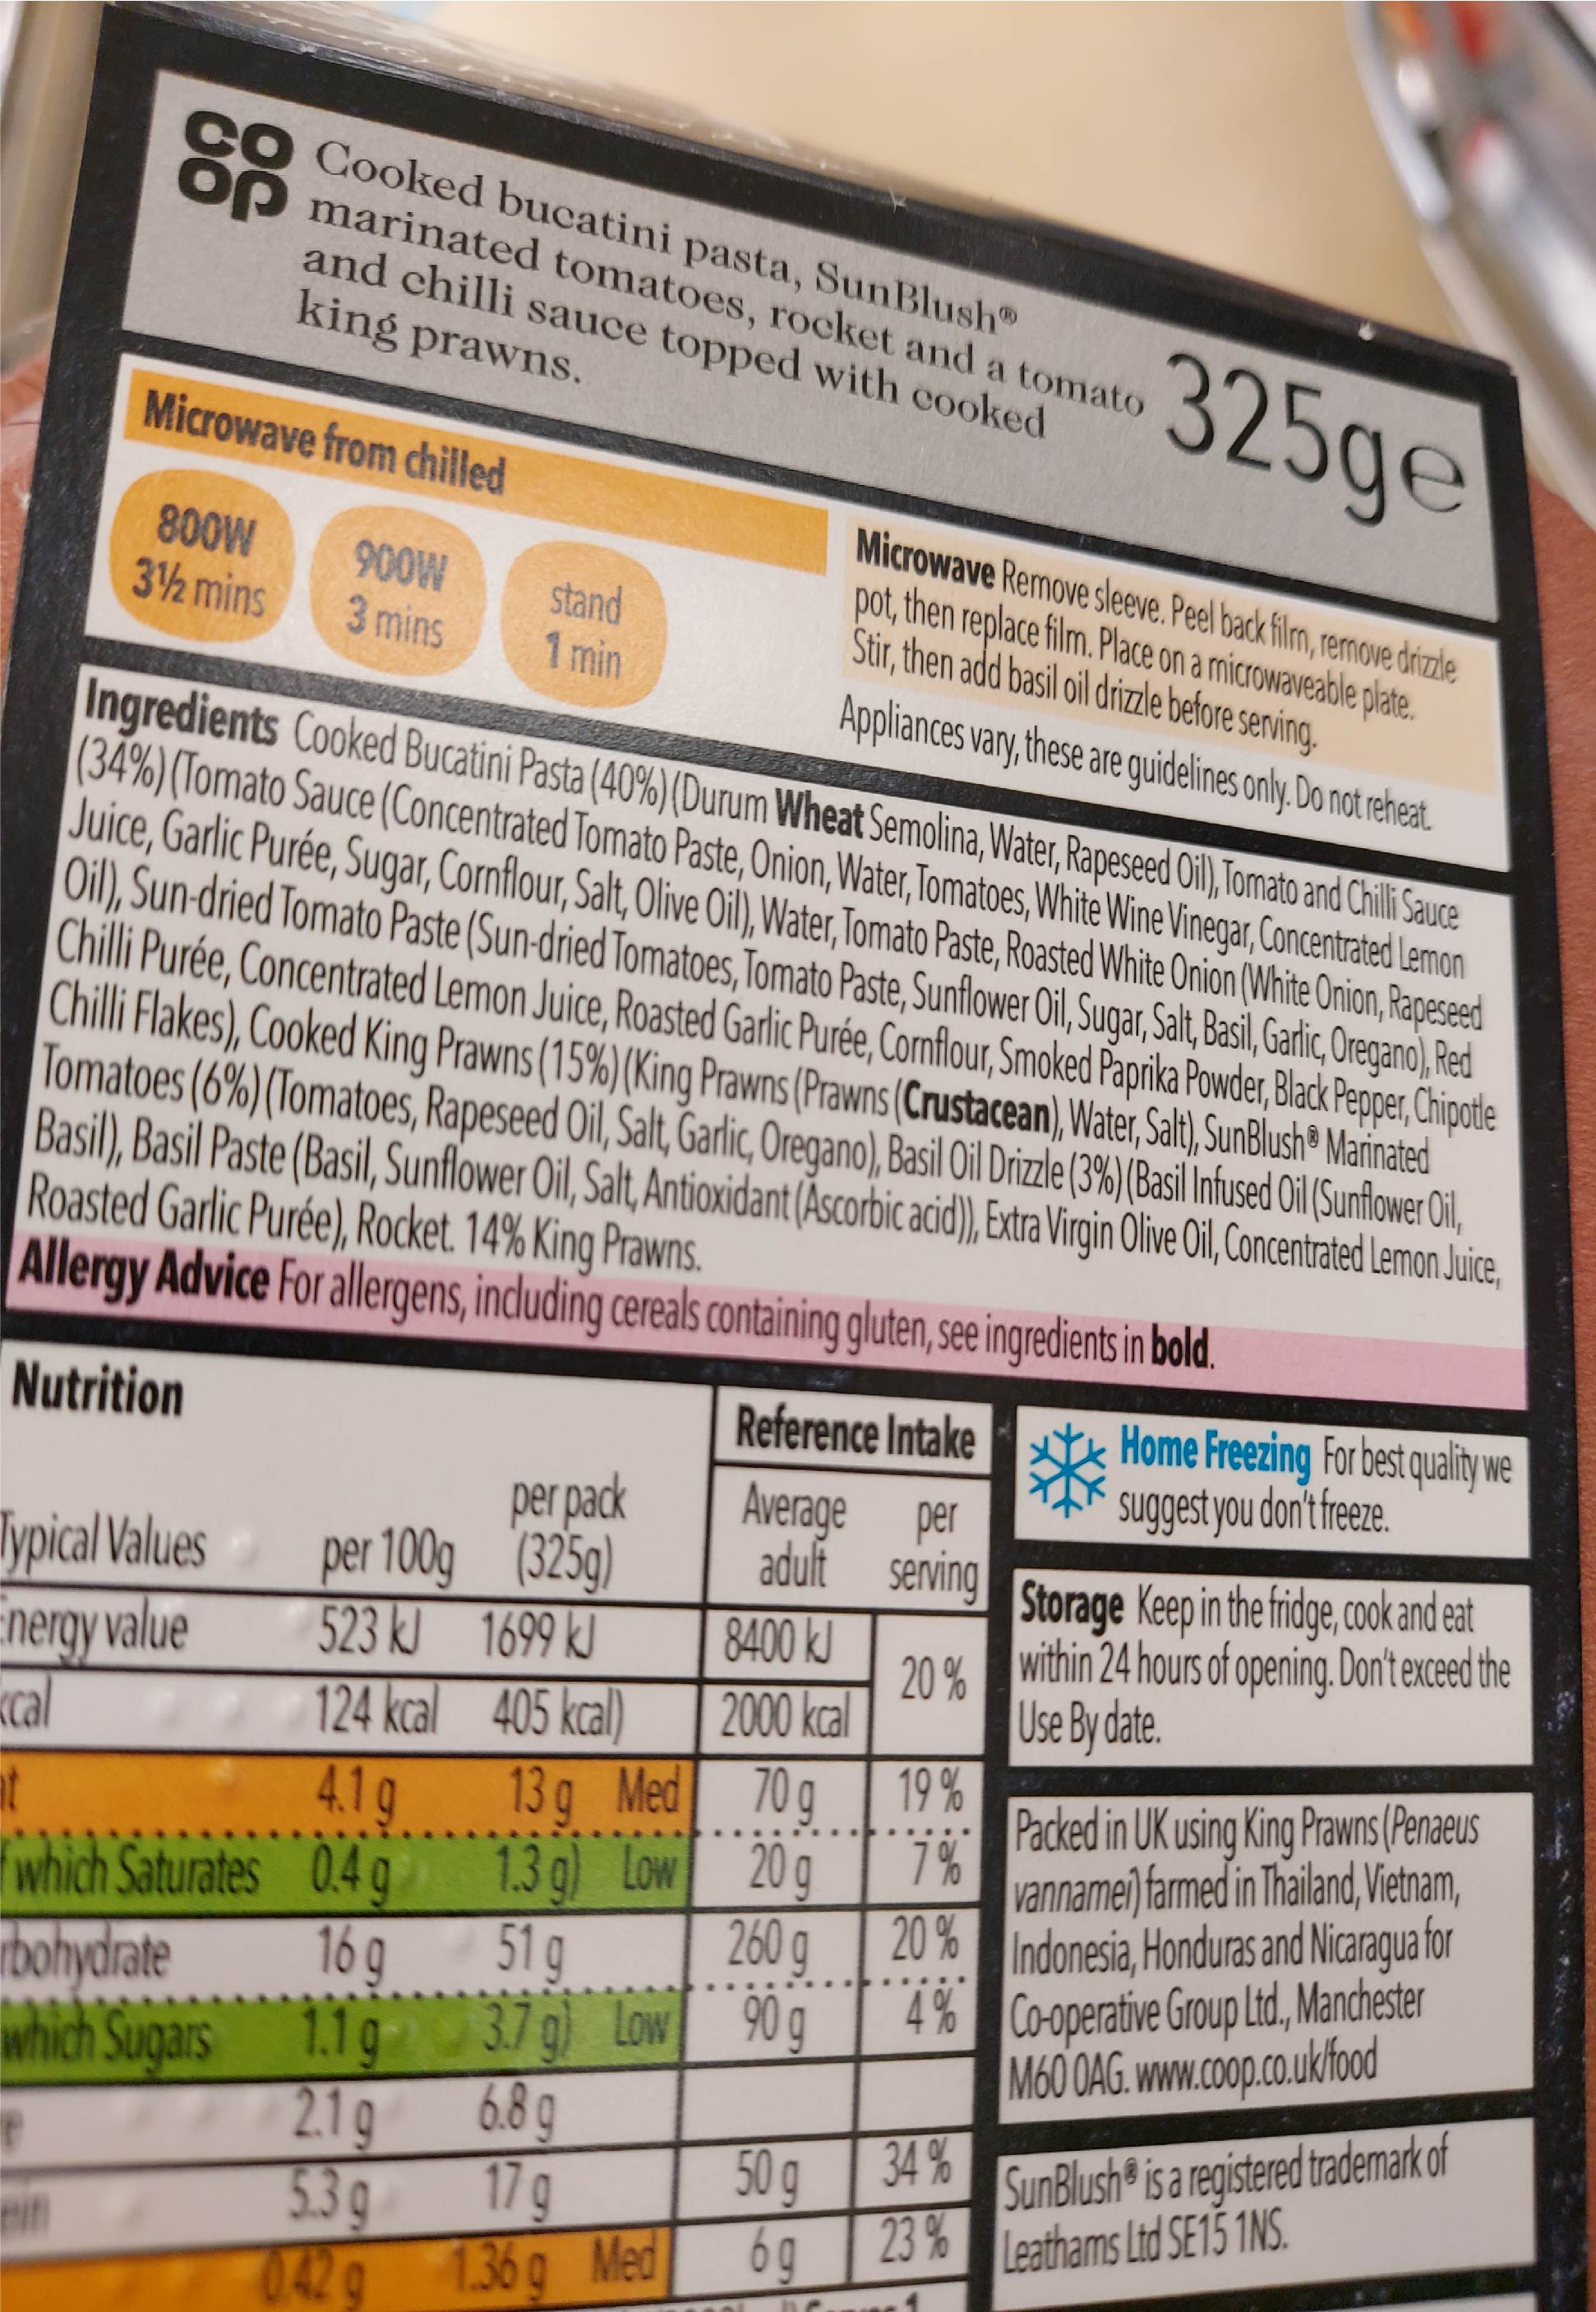 CO
OP
Cooked bucatini pasta, SunBlush®
marinated tomatoes, rocket and a tomato
and chilli sauce topped with cooked
king prawns.
325ge
Microwave from chilled
800W
3½ mins
900W
3 mins
stand
1 min
Microwave Remove sleeve. Peel back film, remove drizzle
pot, then replace film. Place on a microwaveable plate.
Stir, then add basil oil drizzle before serving.
Appliances vary, these are guidelines only. Do not reheat.
Ingredients Cooked Bucatini Pasta (40%) (Durum Wheat Semolina, Water, Rapeseed Oil), Tomato and Chilli Sauce
(34%) (Tomato Sauce (Concentrated Tomato Paste, Onion, Water, Tomatoes, White Wine Vinegar, Concentrated Lemon
Juice, Garlic Purée, Sugar, Cornflour, Salt, Olive Oil), Water, Tomato Paste, Roasted White Onion (White Onion, Rapeseed
Oil), Sun-dried Tomato Paste (Sun-dried Tomatoes, Tomato Paste, Sunflower Oil, Sugar, Salt, Basil, Garlic, Oregano), Red
Chilli Purée, Concentrated Lemon Juice, Roasted Garlic Purée, Cornflour, Smoked Paprika Powder, Black Pepper, Chipotle
Chilli Flakes), Cooked King Prawns (15%) (King Prawns (Prawns (Crustacean), Water, Salt), SunBlush® Marinated
Tomatoes (6%) (Tomatoes, Rapeseed Oil, Salt, Garlic, Oregano), Basil Oil Drizzle (3%) (Basil Infused Oil (Sunflower Oil,
Basil), Basil Paste (Basil, Sunflower Oil, Salt, Antioxidant (Ascorbic acid)), Extra Virgin Olive Oil, Concentrated Lemon Juice,
Roasted Garlic Purée), Rocket. 14% King Prawns.
Allergy Advice For allergens, including cereals containing gluten, see ingredients in bold.
Nutrition
Reference Intake
Typical Values per 100g per pack (325g) Average adult per serving
Energy value 523 kJ 1699 kJ 8400 kJ 20 %
kcal 124 kcal 405 kcal) 2000 kcal
at 4.1 g 13 g Med 70 g 19 %
f which Saturates 0.4 g 1.3 g) Low 20 g 7 %
rbohydrate 16 g 51 g 260 g 20 %
which Sugars 1.1 g 3.7 g) Low 90 g 4 %
e 2.1 g 6.8 g
ein 5.3 g 17 g 50 g 34 %
0.42 g 1.36 g Med 6 g 23 %
Home Freezing For best quality we
suggest you don't freeze.
Storage Keep in the fridge, cook and eat
within 24 hours of opening. Don't exceed the
Use By date.
Packed in UK using King Prawns (Penaeus
vannamei) farmed in Thailand, Vietnam,
Indonesia, Honduras and Nicaragua for
Co-operative Group Ltd., Manchester
M60 0AG. www.coop.co.uk/food
SunBlush® is a registered trademark of
Leathams Ltd SE15 1NS.